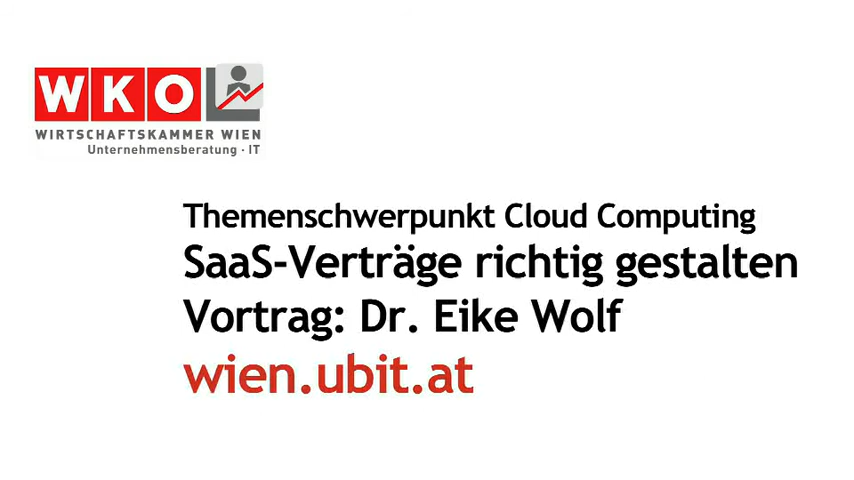 WKO
WIRTSCHAFTSKAMMER WIEN
Unternehmensberatung · IT
Themenschwerpunkt Cloud Computing
SaaS-Verträge richtig gestalten
Vortrag: Dr. Eike Wolf
wien.ubit.at